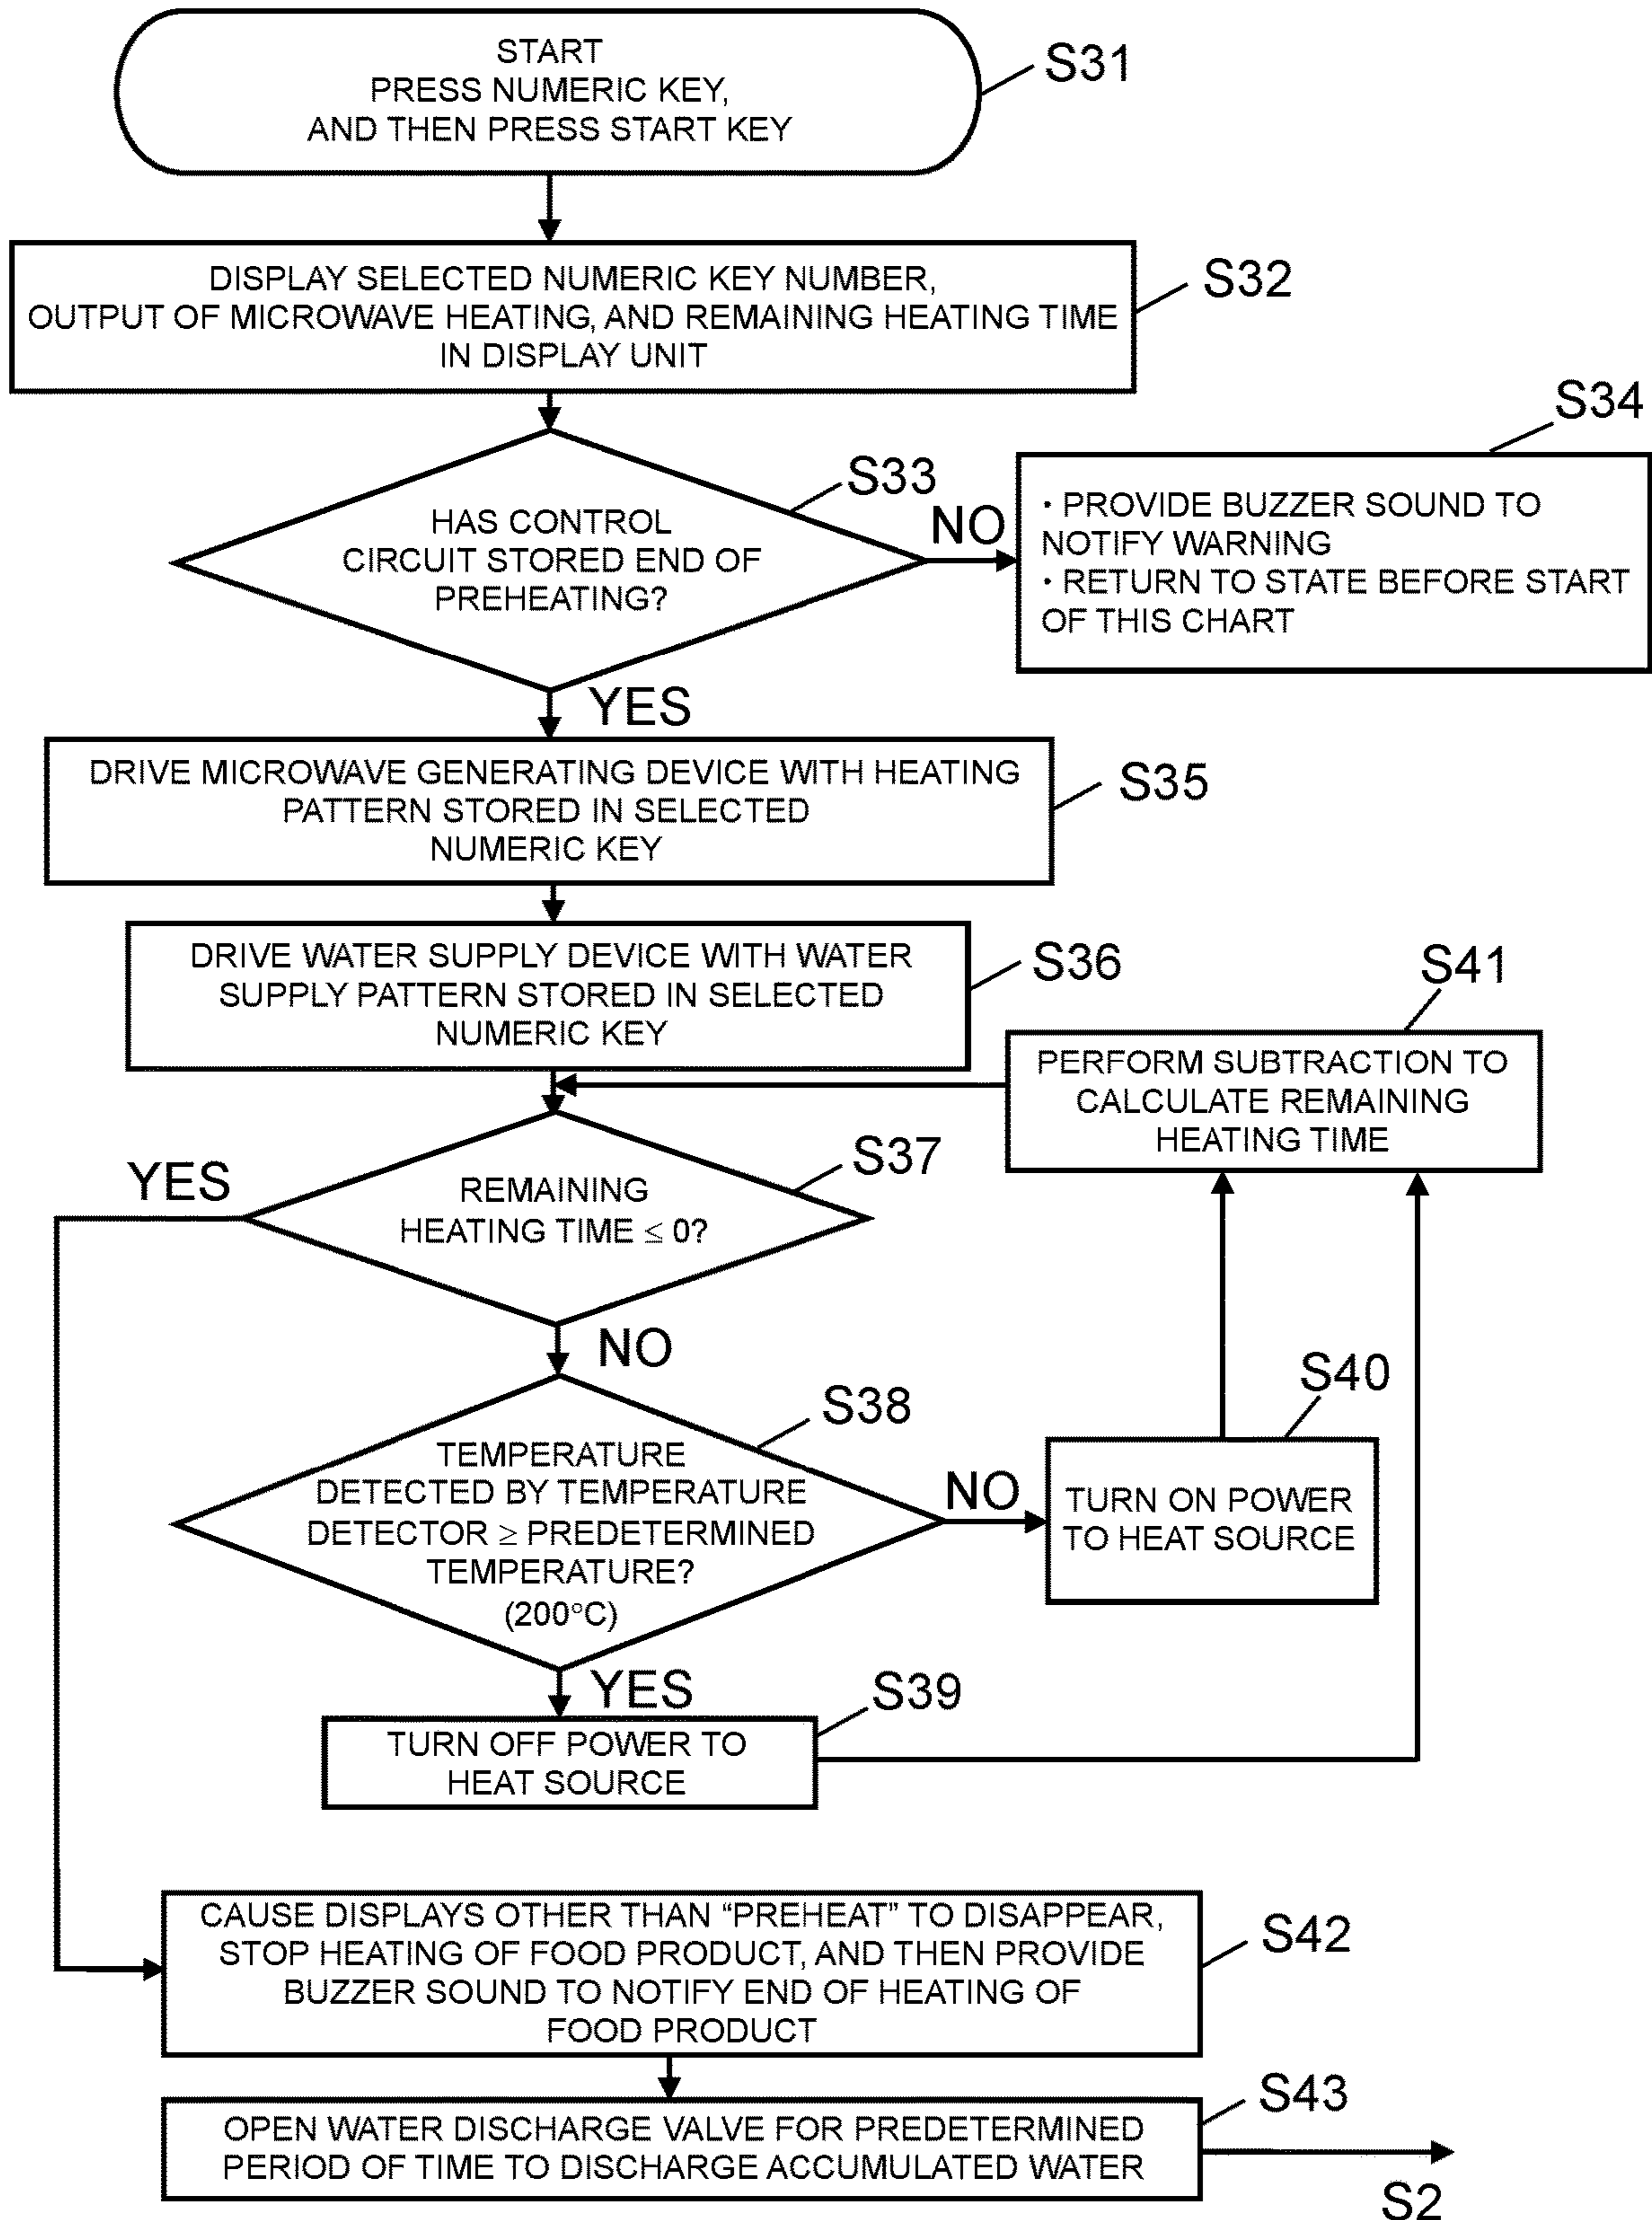 START
PRESS NUMERIC KEY,
AND THEN PRESS START KEY
S31
DISPLAY SELECTED NUMERIC KEY NUMBER,
OUTPUT OF MICROWAVE HEATING, AND REMAINING HEATING TIME
IN DISPLAY UNIT
S32
HAS CONTROL
CIRCUIT STORED END OF
PREHEATING?
S33
NO
S34
• PROVIDE BUZZER SOUND TO
NOTIFY WARNING
• RETURN TO STATE BEFORE START
OF THIS CHART
YES
DRIVE MICROWAVE GENERATING DEVICE WITH HEATING
PATTERN STORED IN SELECTED
NUMERIC KEY
S35
DRIVE WATER SUPPLY DEVICE WITH WATER
SUPPLY PATTERN STORED IN SELECTED
NUMERIC KEY
S36
S41
PERFORM SUBTRACTION TO
CALCULATE REMAINING
HEATING TIME
YES
REMAINING
HEATING TIME ≤ 0?
S37
NO
TEMPERATURE
DETECTED BY TEMPERATURE
DETECTOR ≥ PREDETERMINED
TEMPERATURE?
(200°C)
S38
NO
S40
TURN ON POWER
TO HEAT SOURCE
YES
TURN OFF POWER TO
HEAT SOURCE
S39
CAUSE DISPLAYS OTHER THAN “PREHEAT” TO DISAPPEAR,
STOP HEATING OF FOOD PRODUCT, AND THEN PROVIDE
BUZZER SOUND TO NOTIFY END OF HEATING OF
FOOD PRODUCT
S42
OPEN WATER DISCHARGE VALVE FOR PREDETERMINED
PERIOD OF TIME TO DISCHARGE ACCUMULATED WATER
S43
S2